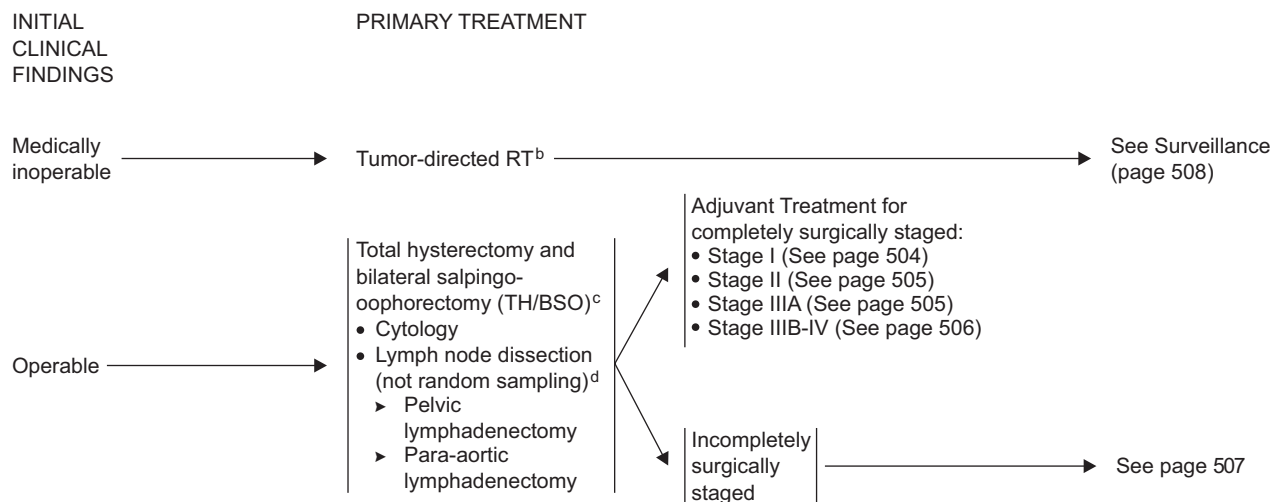 INITIAL
CLINICAL
FINDINGS
PRIMARY TREATMENT
Medically
inoperable
Tumor-directed RTb
See Surveillance
(page 508)
Operable
Total hysterectomy and
bilateral salpingo-
oophorectomy (TH/BSO)c
• Cytology
• Lymph node dissection
(not random sampling)d
➤ Pelvic
lymphadenectomy
➤ Para-aortic
lymphadenectomy
Adjuvant Treatment for
completely surgically staged:
• Stage I (See page 504)
• Stage II (See page 505)
• Stage IIIA (See page 505)
• Stage IIIB-IV (See page 506)
Incompletely
surgically
staged
See page 507